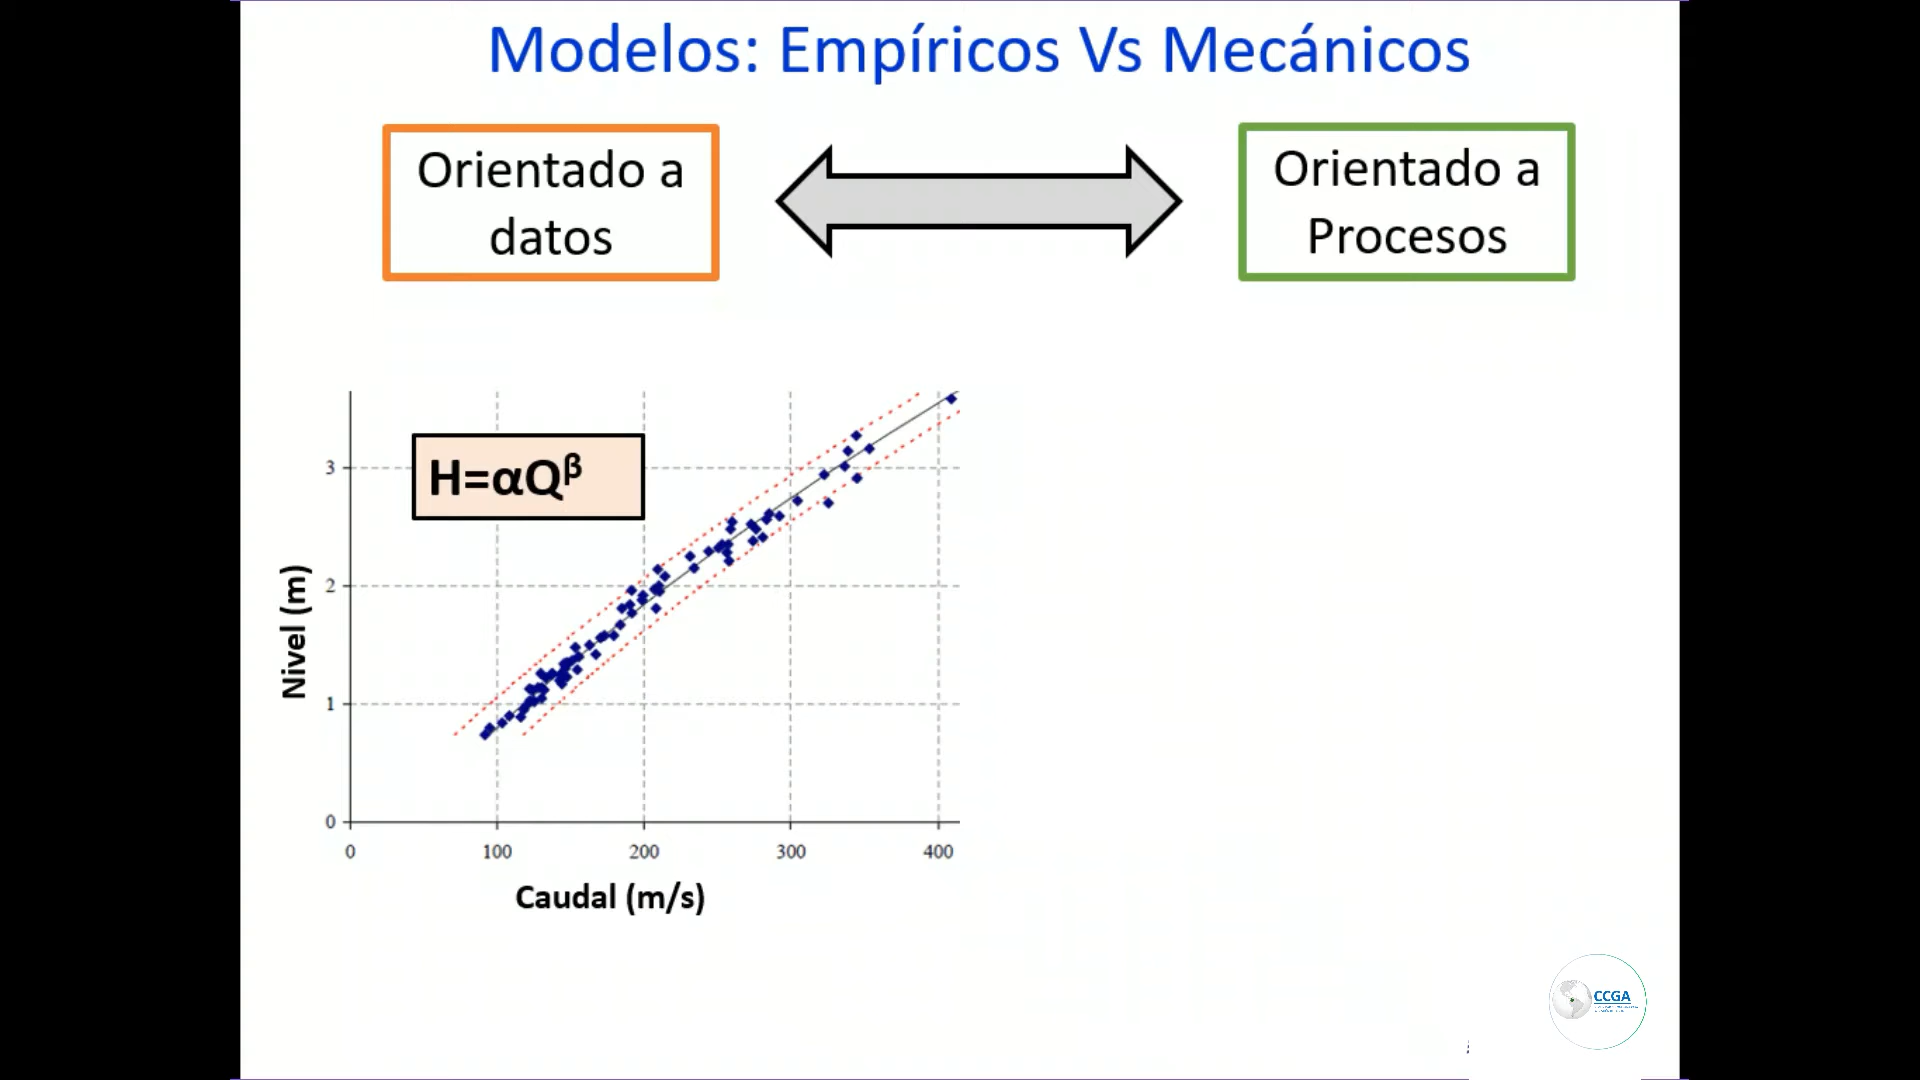 Modelos: Empíricos Vs Mecánicos
Orientado a
datos
Orientado a
Procesos
H=αQᵝ
3
2
1
0
Nivel (m)
0 100 200 300 400
Caudal (m/s)
CCGA